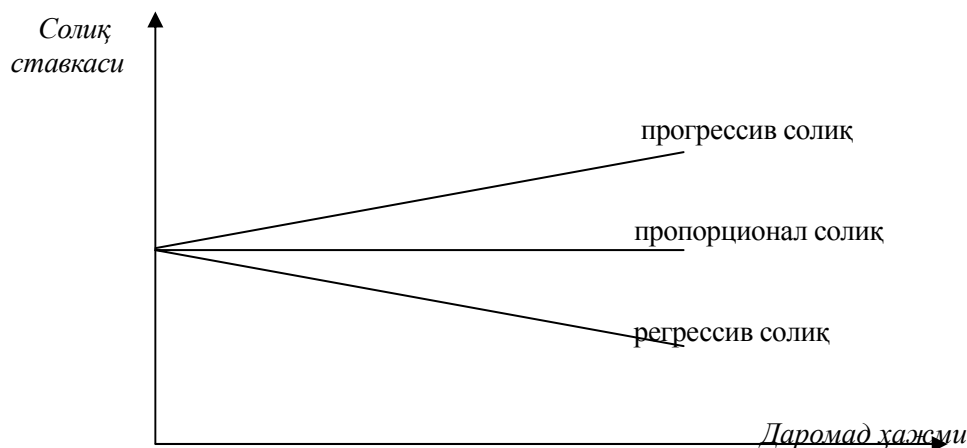 Солиқ
ставкаси
прогрессив солиқ
пропорционал солиқ
регрессив солиқ
Даромад ҳажми